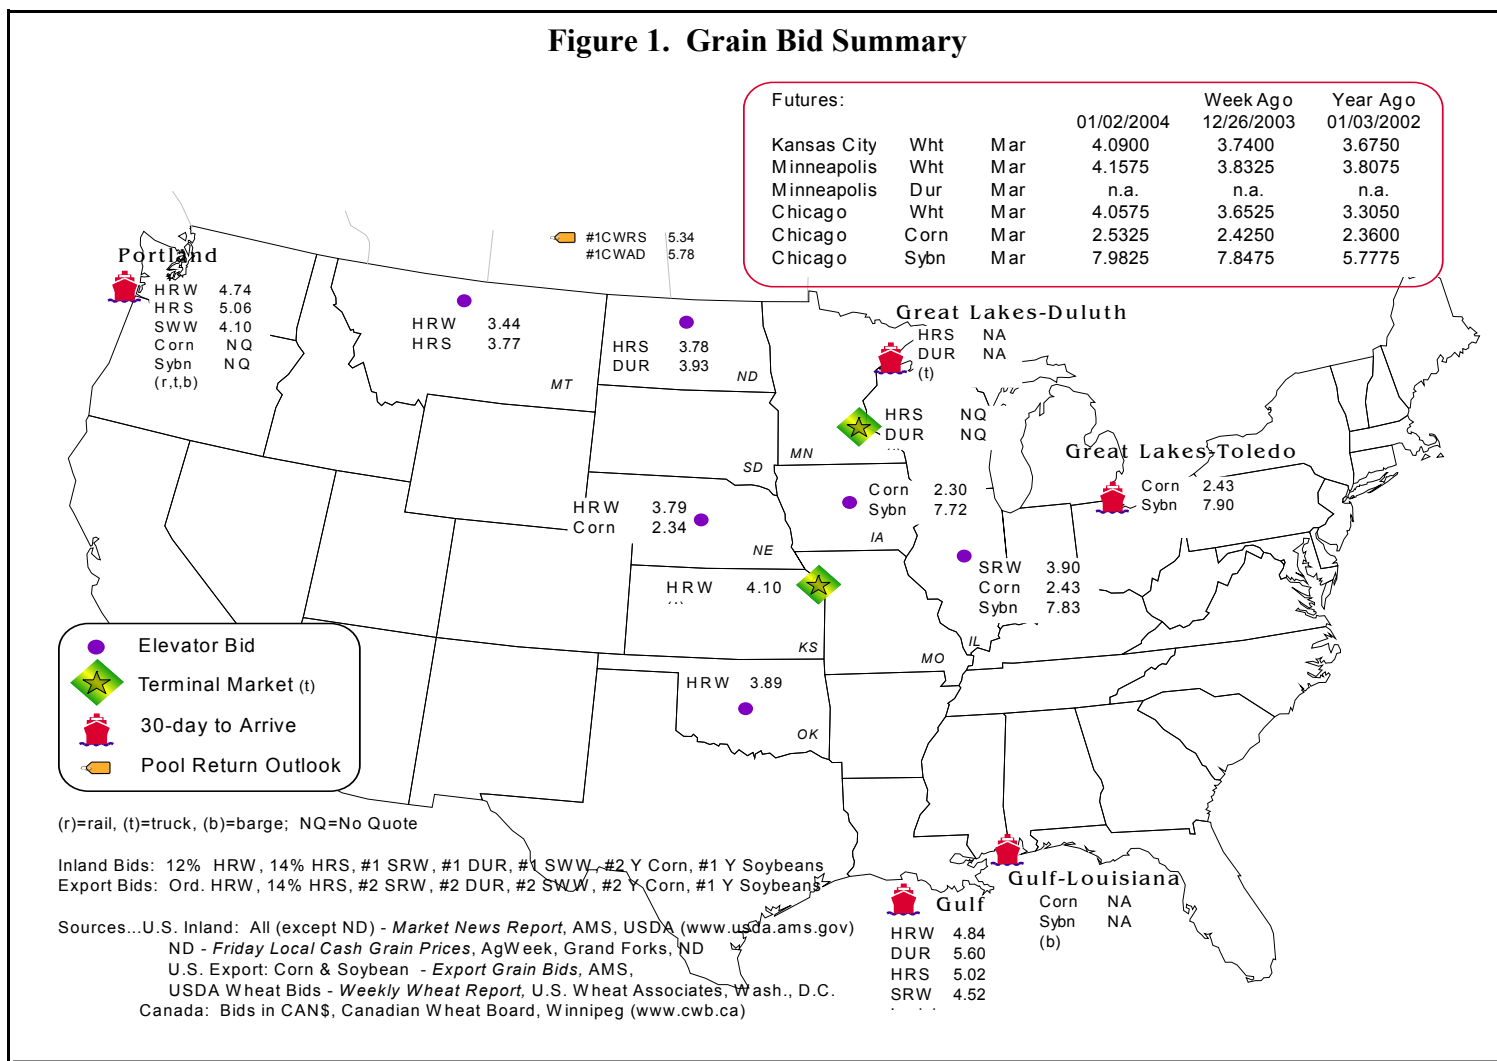 Figure 1. Grain Bid Summary
Futures: Week Ago Year Ago
01/02/2004 12/26/2003 01/03/2002
Kansas City Wht Mar 4.0900 3.7400 3.6750
Minneapolis Wht Mar 4.1575 3.8325 3.8075
Minneapolis Dur Mar n.a. n.a. n.a.
Chicago Wht Mar 4.0575 3.6525 3.3050
Chicago Corn Mar 2.5325 2.4250 2.3600
Chicago Sybn Mar 7.9825 7.8475 5.7775
#1CWRS 5.34
#1CWAD 5.78
Portland
HRW 4.74
HRS 5.06
SWW 4.10
Corn NQ
Sybn NQ
(r,t,b)
HRW 3.44
HRS 3.77
MT
HRS 3.78
DUR 3.93
ND
Great Lakes-Duluth
HRS NA
DUR NA
(t)
HRS NQ
DUR NQ
MN
SD
Great Lakes-Toledo
Corn 2.43
Sybn 7.90
HRW 3.79
Corn 2.34
NE
Corn 2.30
Sybn 7.72
IA
SRW 3.90
Corn 2.43
Sybn 7.83
IL
HRW 4.10
KS
MO
HRW 3.89
OK
Elevator Bid
Terminal Market (t)
30-day to Arrive
Pool Return Outlook
(r)=rail, (t)=truck, (b)=barge; NQ=No Quote
Inland Bids: 12% HRW, 14% HRS, #1 SRW, #1 DUR, #1 SWW, #2 Y Corn, #1 Y Soybeans
Export Bids: Ord. HRW, 14% HRS, #2 SRW, #2 DUR, #2 SWW, #2 Y Corn, #1 Y Soybeans
Sources...U.S. Inland: All (except ND) - Market News Report, AMS, USDA (www.usda.ams.gov)
ND - Friday Local Cash Grain Prices, AgWeek, Grand Forks, ND
U.S. Export: Corn & Soybean - Export Grain Bids, AMS,
USDA Wheat Bids - Weekly Wheat Report, U.S. Wheat Associates, Wash., D.C.
Canada: Bids in CAN$, Canadian Wheat Board, Winnipeg (www.cwb.ca)
Gulf
HRW 4.84
DUR 5.60
HRS 5.02
SRW 4.52
Gulf-Louisiana
Corn NA
Sybn NA
(b)